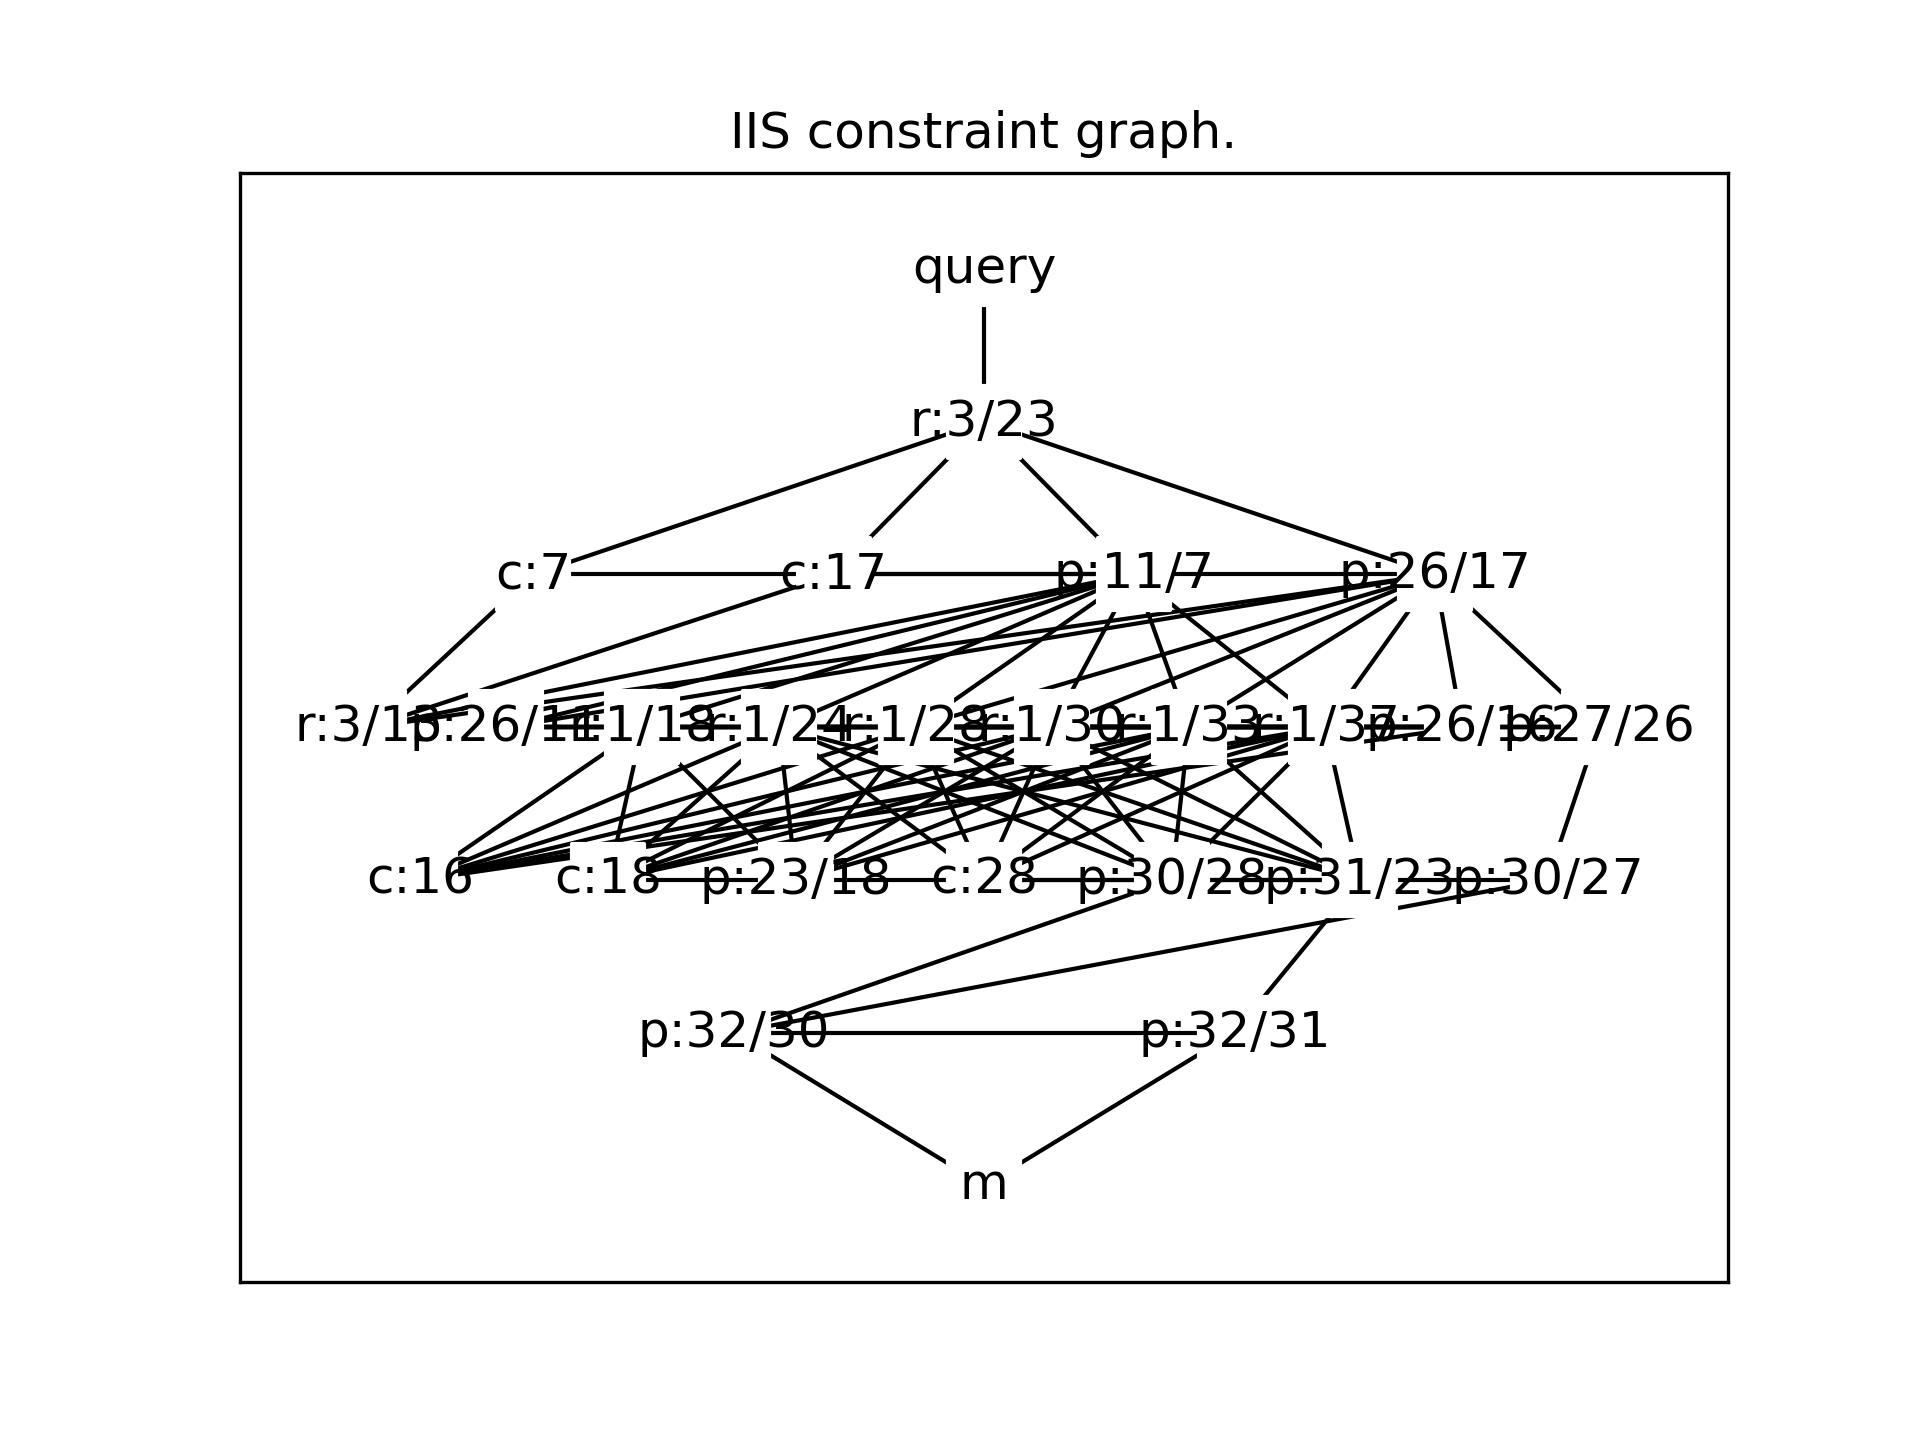 IIS constraint graph.
query
r:3/23
c:7 c:17 p:11/7 p:26/17
p:26/11 r:1/18 r:1/24 r:1/28 r:1/30 r:1/33 r:1/37 p:26/16 p:27/26
c:16 c:18 p:23/18 c:28 p:30/28 p:31/23 p:30/27
p:32/30 p:32/31
m